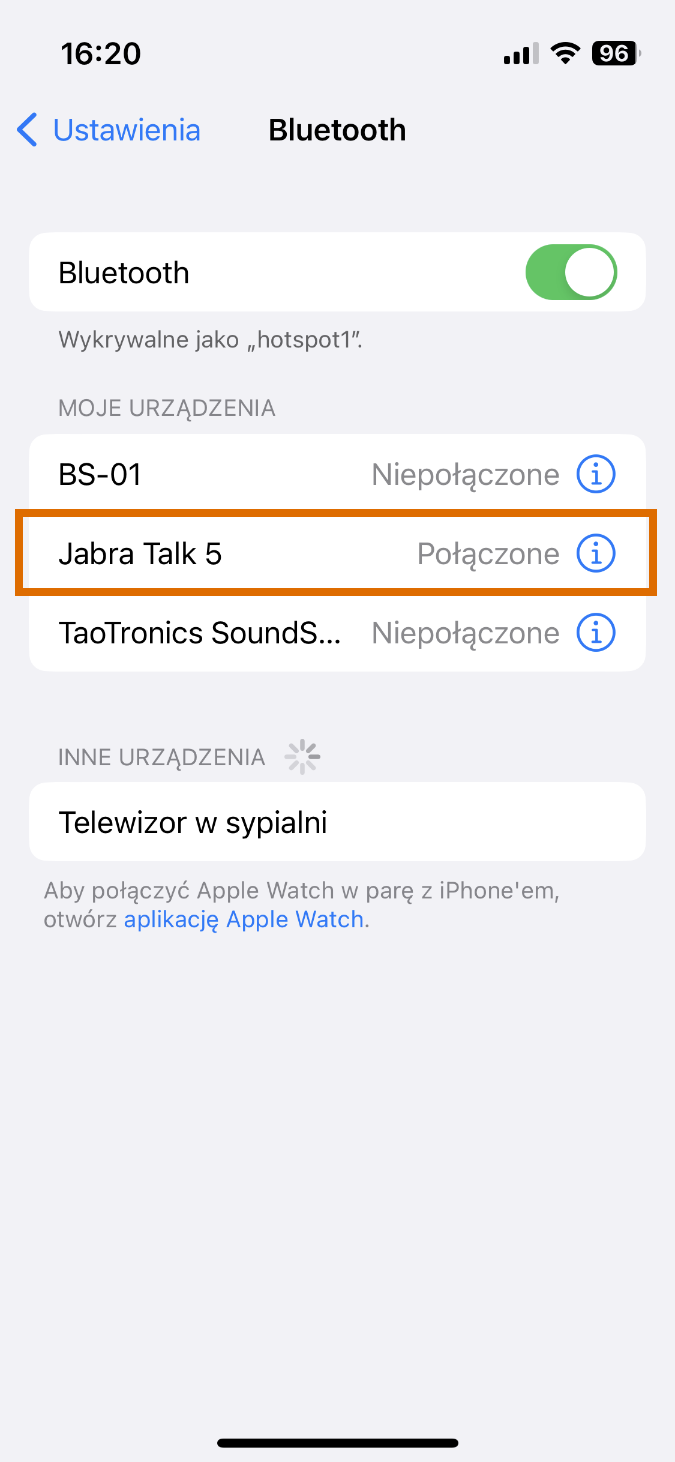 16:20
96
Ustawienia
Bluetooth
Bluetooth
Wykrywalne jako „hotspot1”.
MOJE URZĄDZENIA
BS-01 Niepołączone
Jabra Talk 5 Połączone
TaoTronics SoundS... Niepołączone
INNE URZĄDZENIA
Telewizor w sypialni
Aby połączyć Apple Watch w parę z iPhone'em,
otwórz aplikację Apple Watch.